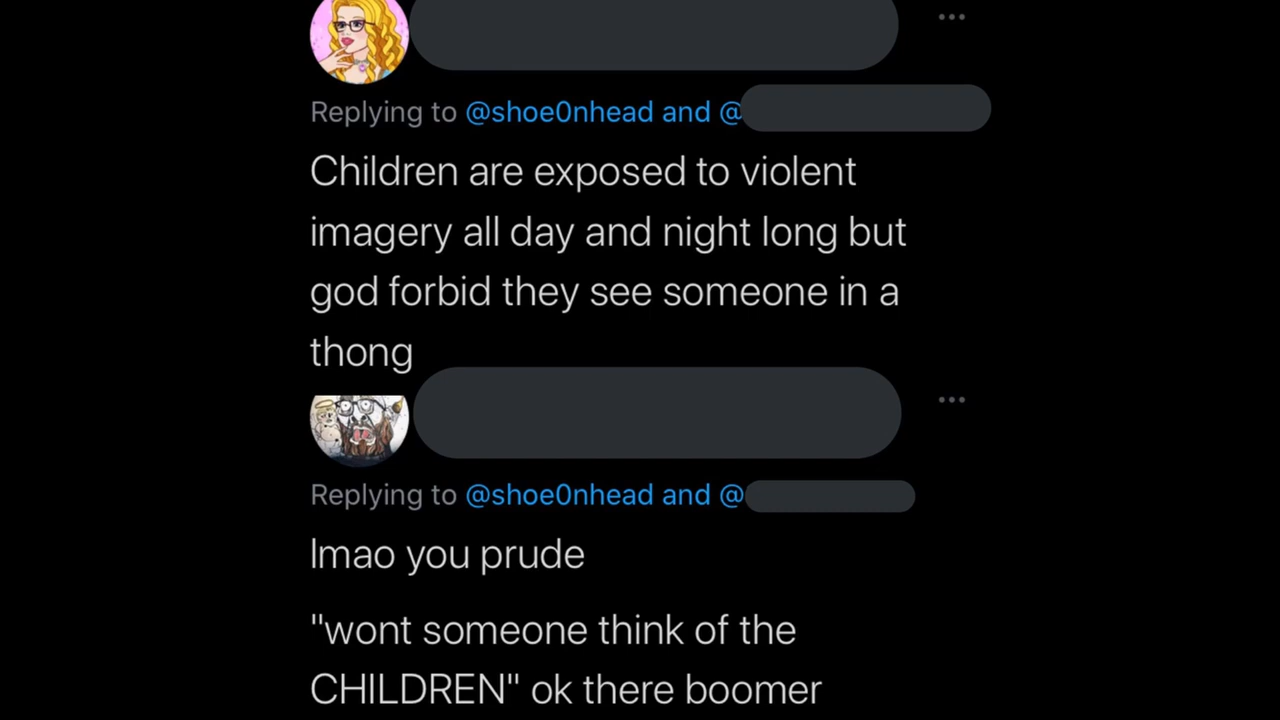 Replying to @shoe0nhead and @
Children are exposed to violent
imagery all day and night long but
god forbid they see someone in a
thong
Replying to @shoe0nhead and @
lmao you prude
"wont someone think of the
CHILDREN" ok there boomer